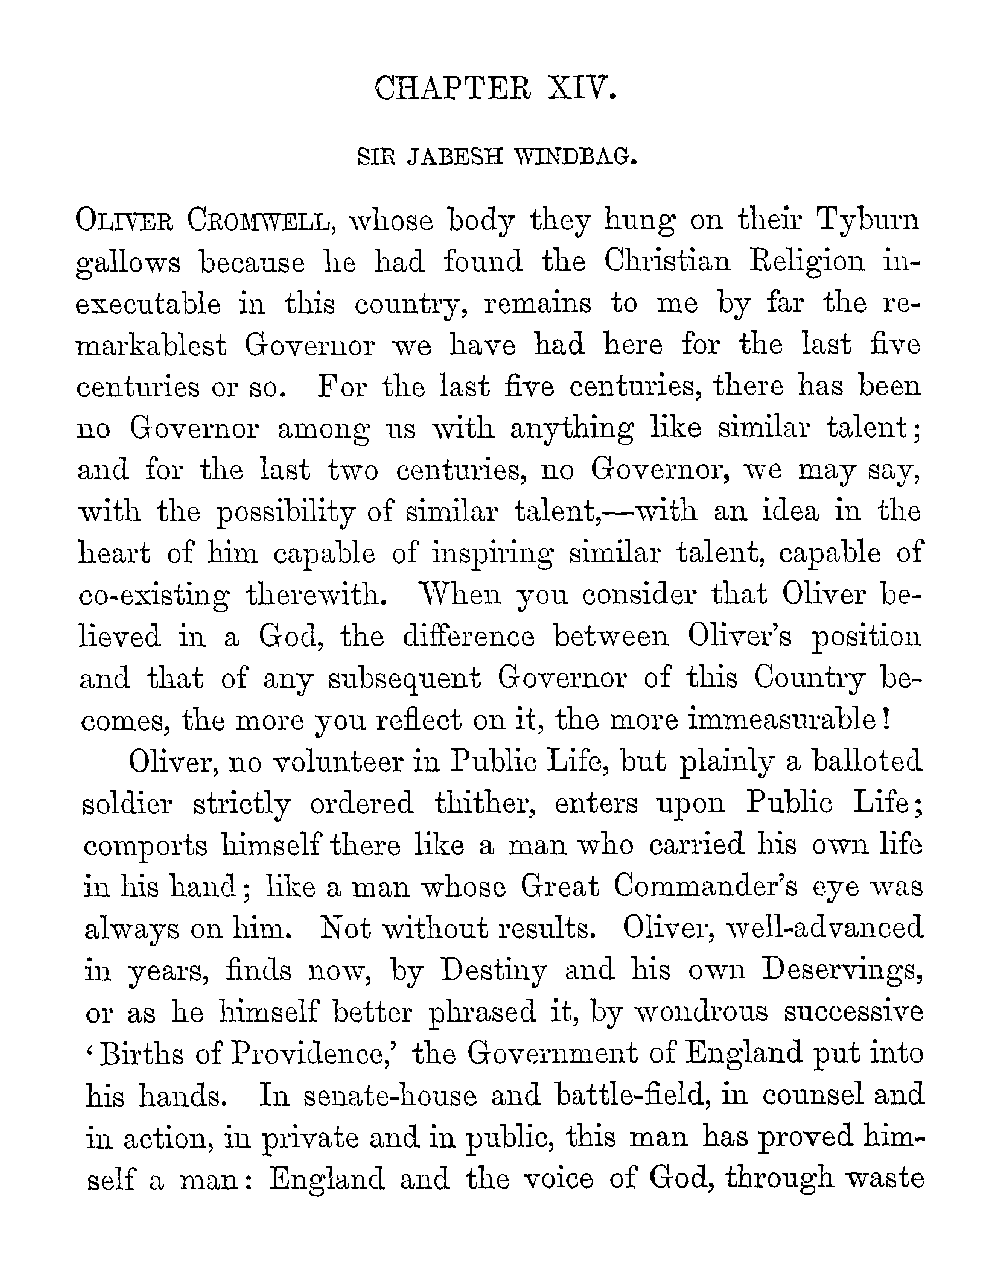 CHAPTER XIV.
SIR JABESH WINDBAG.
OLIVER CROMWELL, whose body they hung on their Tyburn
gallows because he had found the Christian Religion in-
executable in this country, remains to me by far the re-
markablest Governor we have had here for the last five
centuries or so. For the last five centuries, there has been
no Governor among us with anything like similar talent;
and for the last two centuries, no Governor, we may say,
with the possibility of similar talent,—with an idea in the
heart of him capable of inspiring similar talent, capable of
co-existing therewith. When you consider that Oliver be-
lieved in a God, the difference between Oliver's position
and that of any subsequent Governor of this Country be-
comes, the more you reflect on it, the more immeasurable!
Oliver, no volunteer in Public Life, but plainly a balloted
soldier strictly ordered thither, enters upon Public Life;
comports himself there like a man who carried his own life
in his hand; like a man whose Great Commander's eye was
always on him. Not without results. Oliver, well-advanced
in years, finds now, by Destiny and his own Deservings,
or as he himself better phrased it, by wondrous successive
‘Births of Providence,’ the Government of England put into
his hands. In senate-house and battle-field, in counsel and
in action, in private and in public, this man has proved him-
self a man: England and the voice of God, through waste